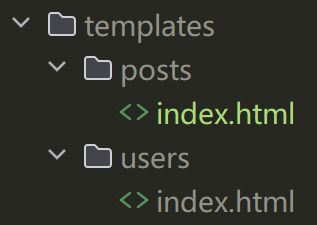 templates
posts
index.html
users
index.html